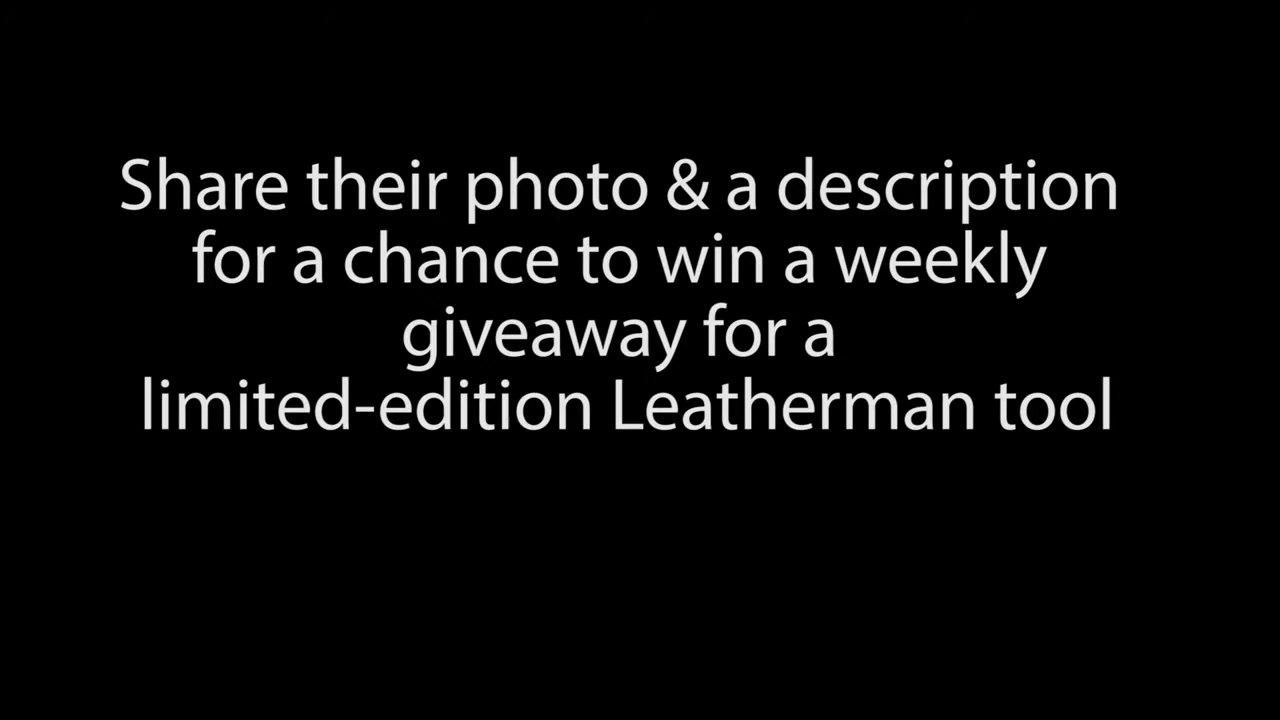 Share their photo & a description
for a chance to win a weekly
giveaway for a
limited-edition Leatherman tool